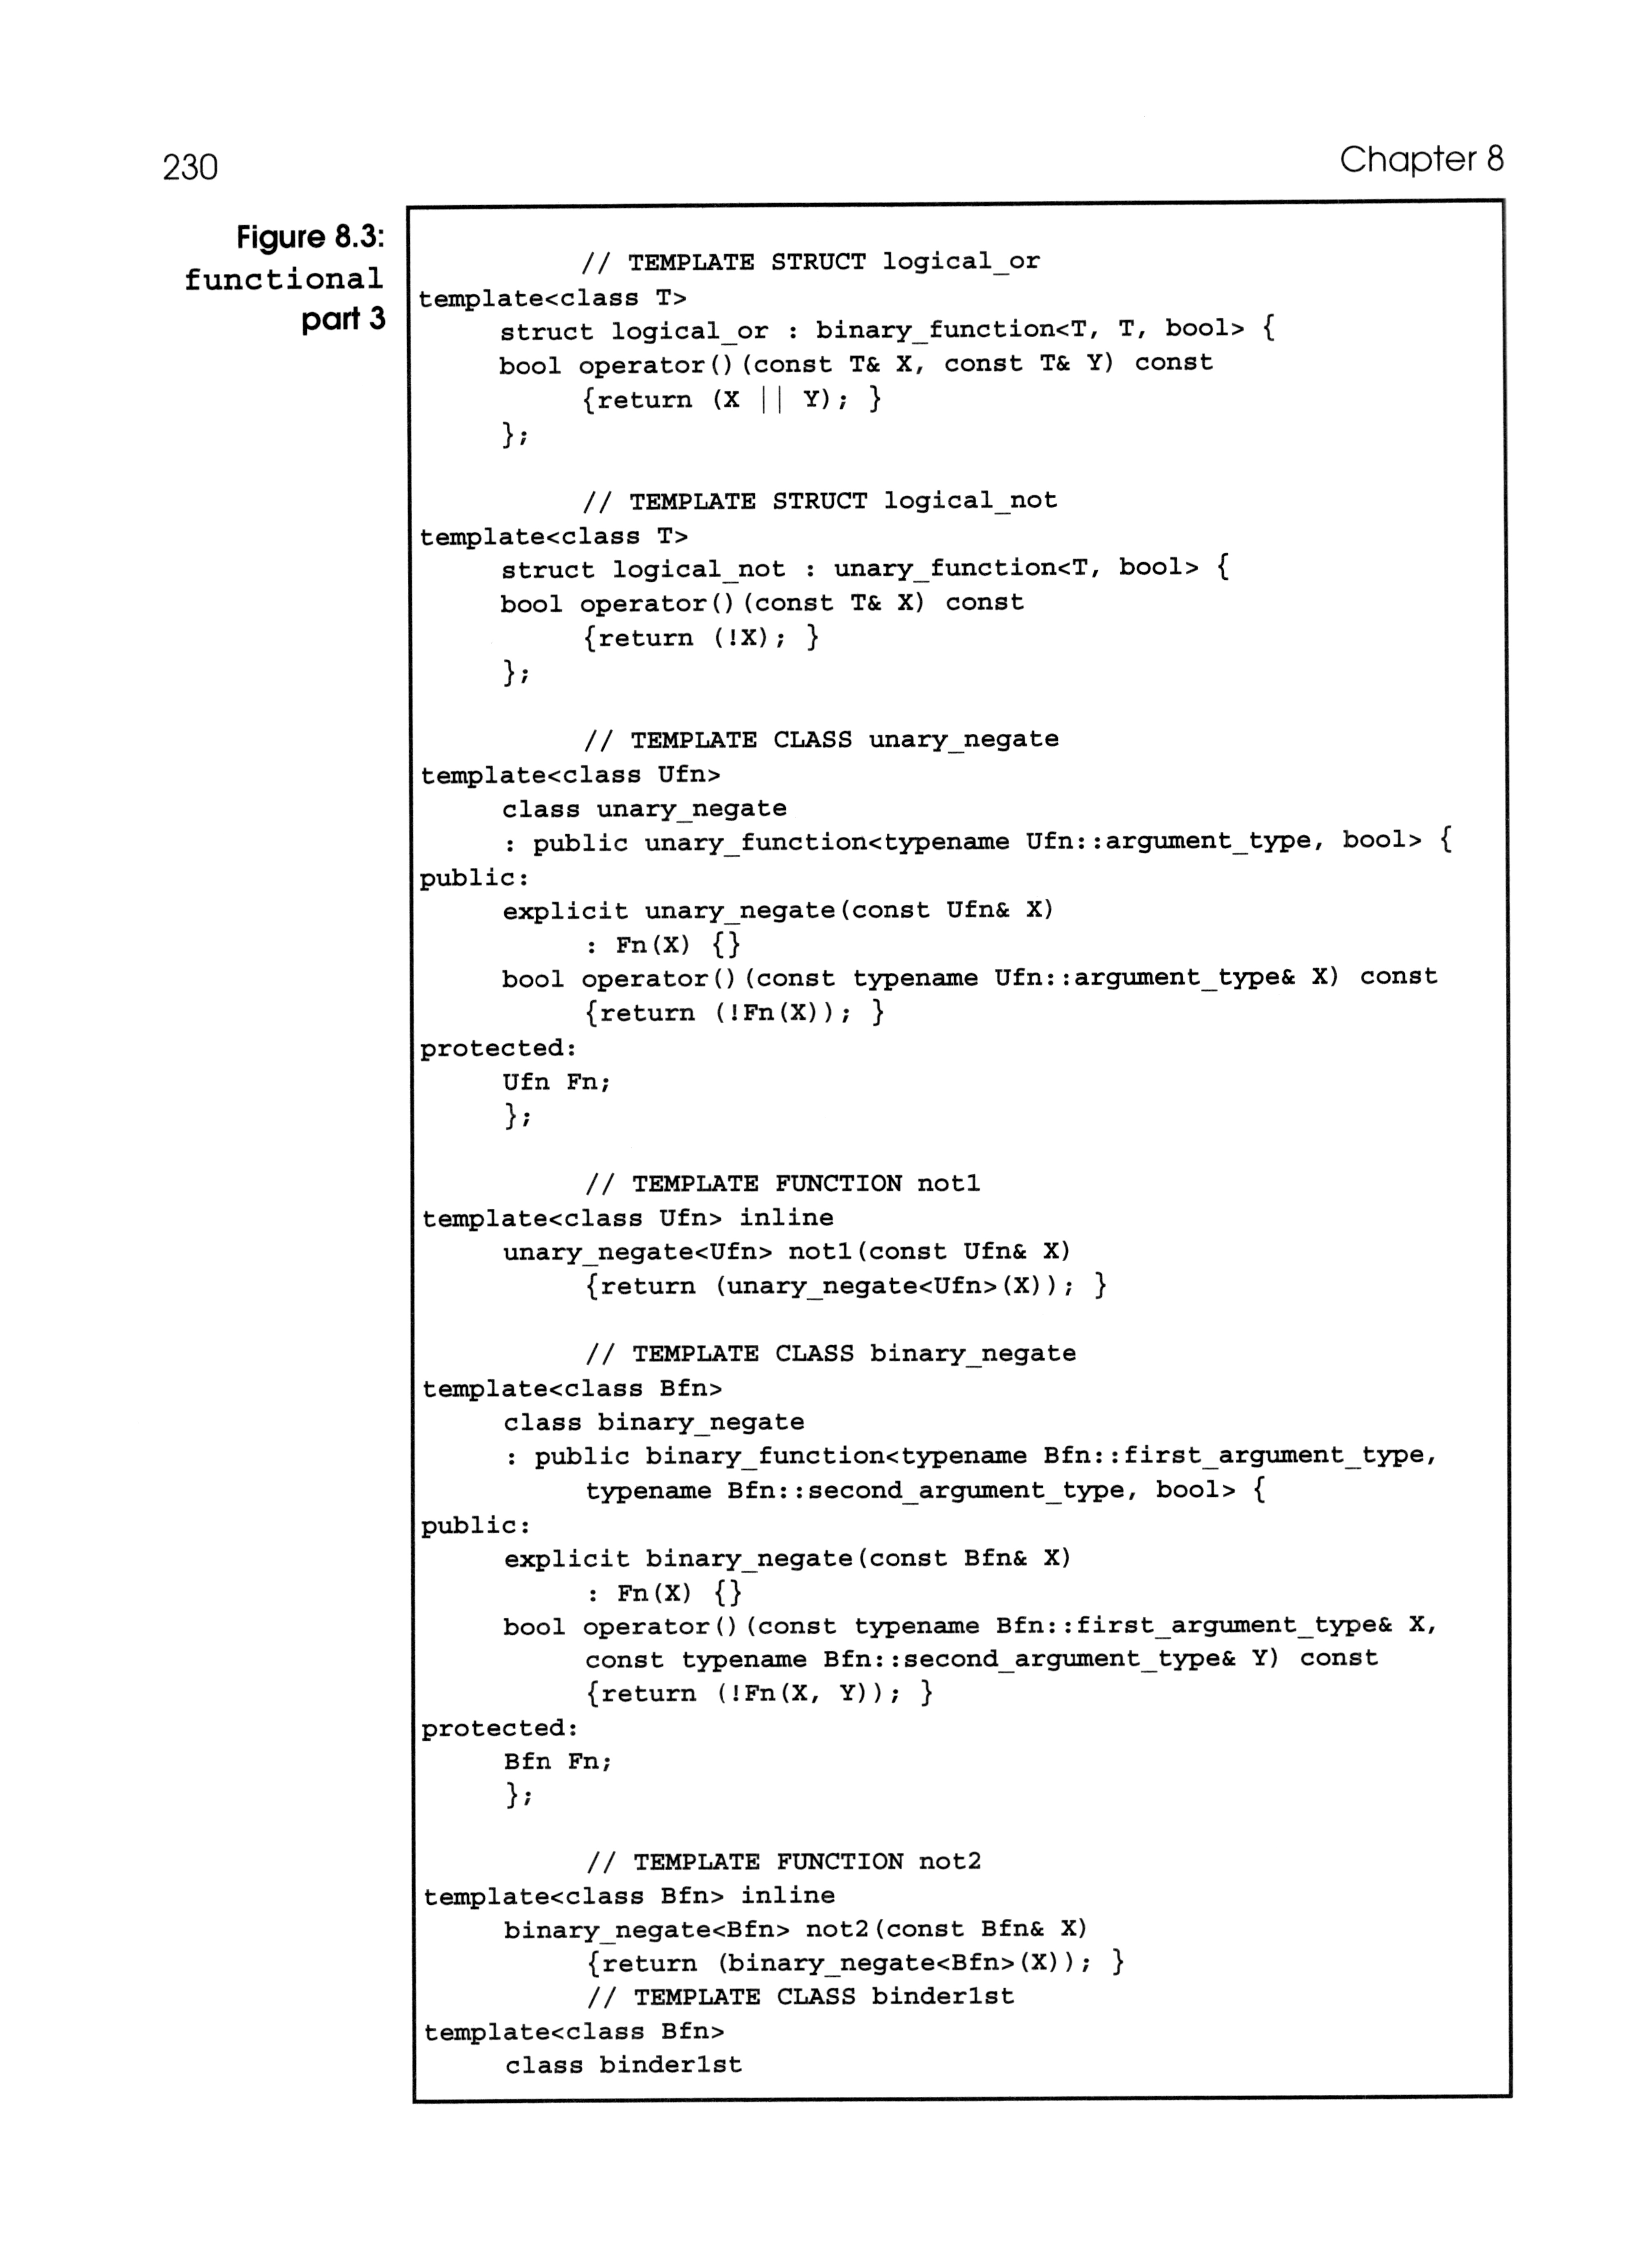 230
Chapter 8
Figure 8.3:
functional
part 3
// TEMPLATE STRUCT logical_or
template<class T>
struct logical_or : binary_function<T, T, bool> {
bool operator()(const T& X, const T& Y) const
{return (X || Y); }
};
// TEMPLATE STRUCT logical_not
template<class T>
struct logical_not : unary_function<T, bool> {
bool operator()(const T& X) const
{return (!X); }
};
// TEMPLATE CLASS unary_negate
template<class Ufn>
class unary_negate
: public unary_function<typename Ufn::argument_type, bool> {
public:
explicit unary_negate(const Ufn& X)
: Fn(X) {}
bool operator()(const typename Ufn::argument_type& X) const
{return (!Fn(X)); }
protected:
Ufn Fn;
};
// TEMPLATE FUNCTION not1
template<class Ufn> inline
unary_negate<Ufn> not1(const Ufn& X)
{return (unary_negate<Ufn>(X)); }
// TEMPLATE CLASS binary_negate
template<class Bfn>
class binary_negate
: public binary_function<typename Bfn::first_argument_type,
typename Bfn::second_argument_type, bool> {
public:
explicit binary_negate(const Bfn& X)
: Fn(X) {}
bool operator()(const typename Bfn::first_argument_type& X,
const typename Bfn::second_argument_type& Y) const
{return (!Fn(X, Y)); }
protected:
Bfn Fn;
};
// TEMPLATE FUNCTION not2
template<class Bfn> inline
binary_negate<Bfn> not2(const Bfn& X)
{return (binary_negate<Bfn>(X)); }
// TEMPLATE CLASS binder1st
template<class Bfn>
class binder1st